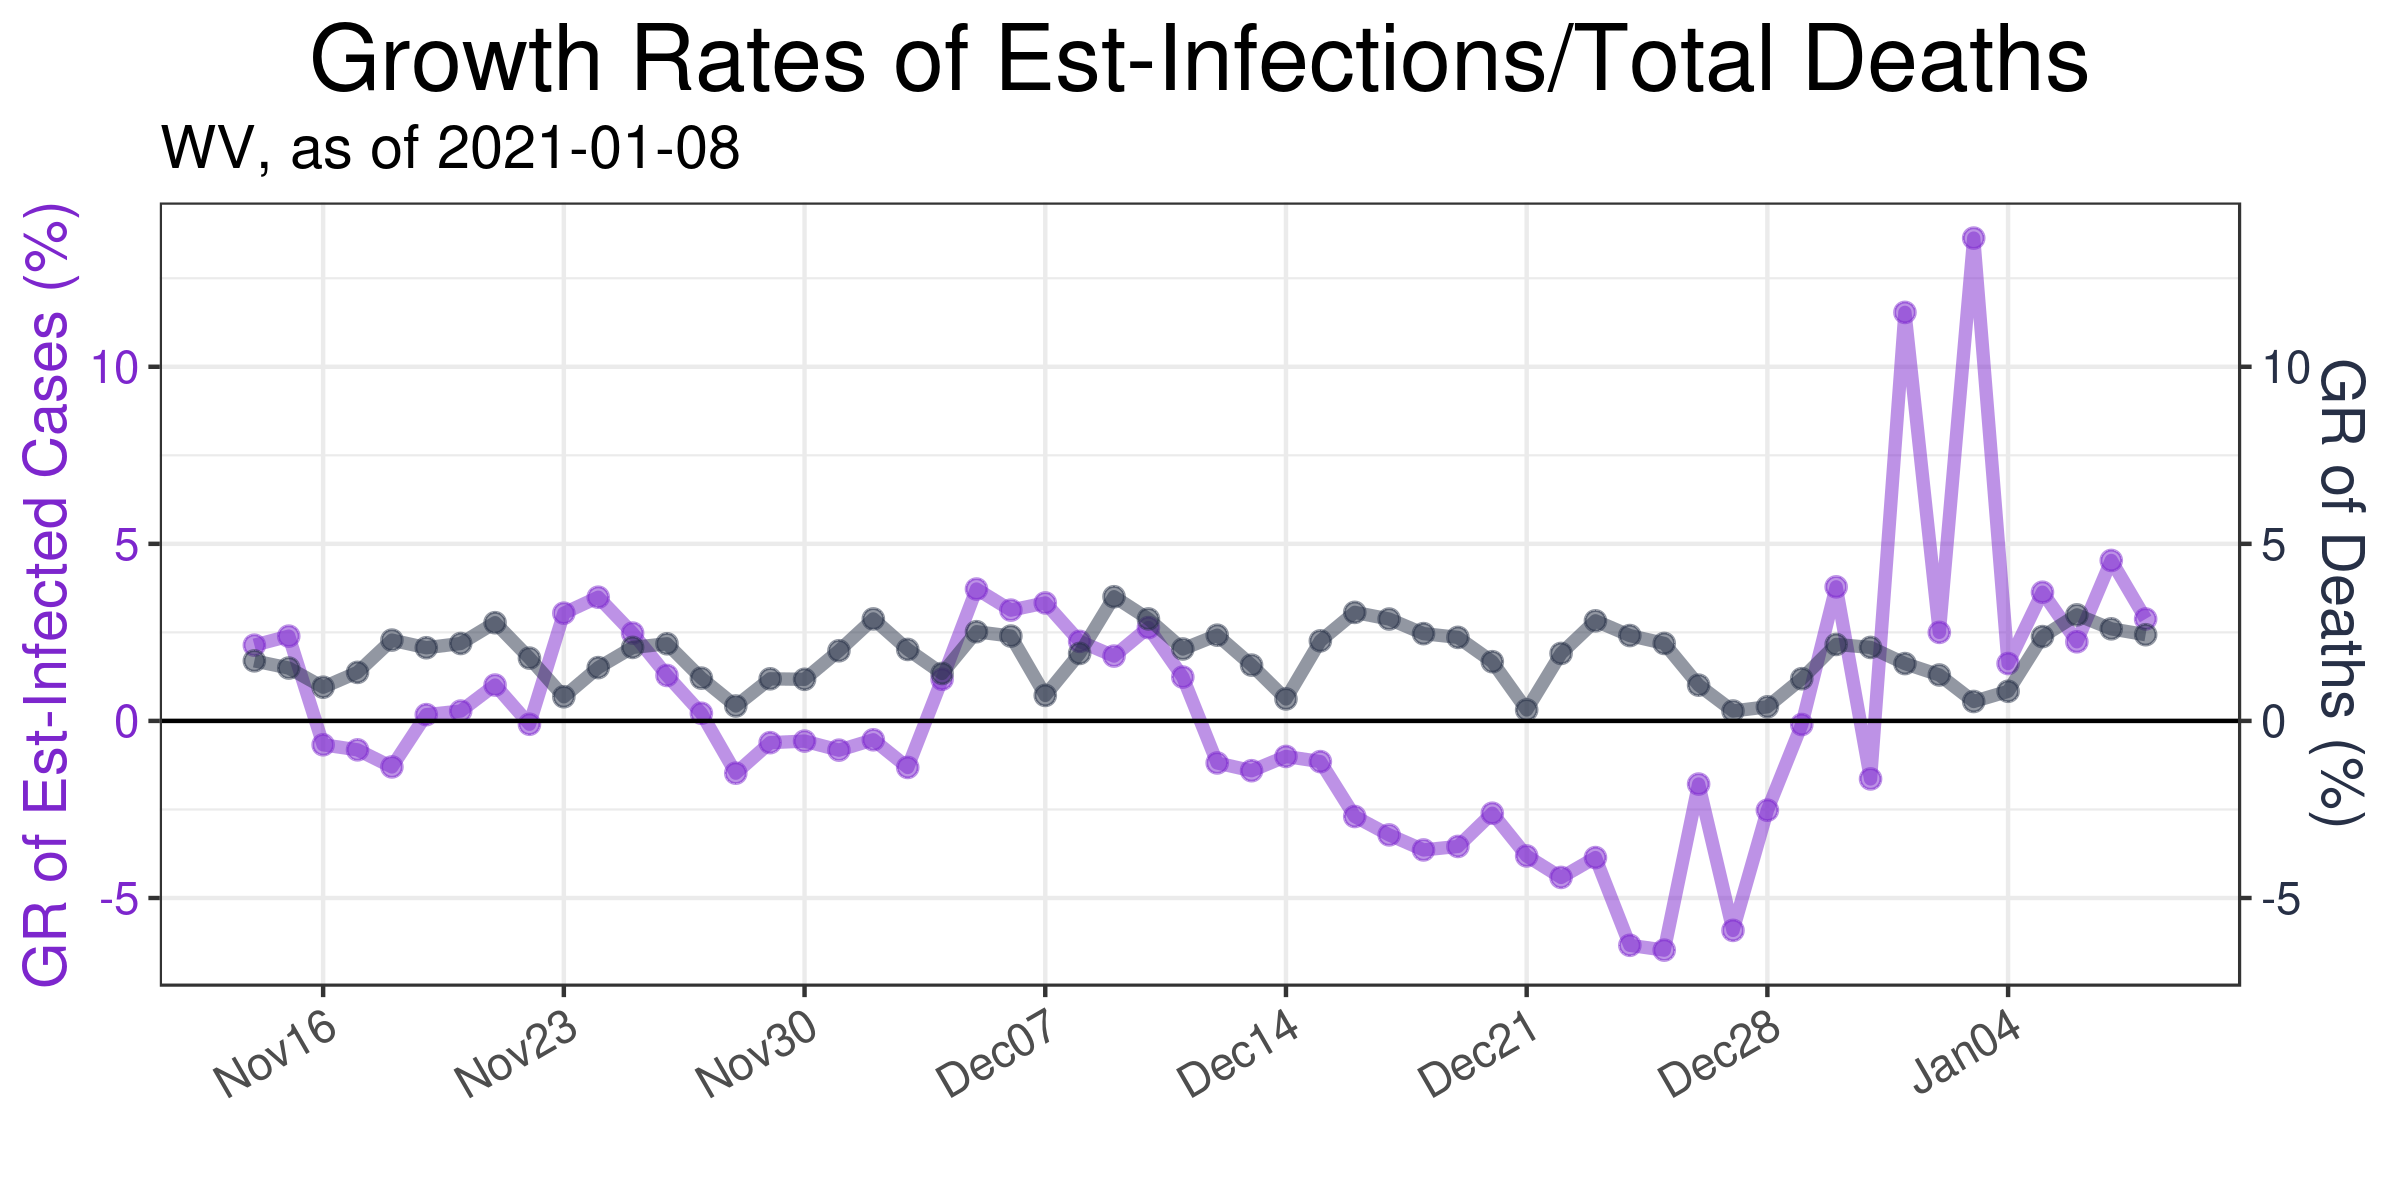 Growth Rates of Est-Infections/Total Deaths
WV, as of 2021-01-08
GR of Est-Infected Cases (%)
10
5
0
-5
10
5
0
-5
GR of Deaths (%)
Nov16
Nov23
Nov30
Dec07
Dec14
Dec21
Dec28
Jan04